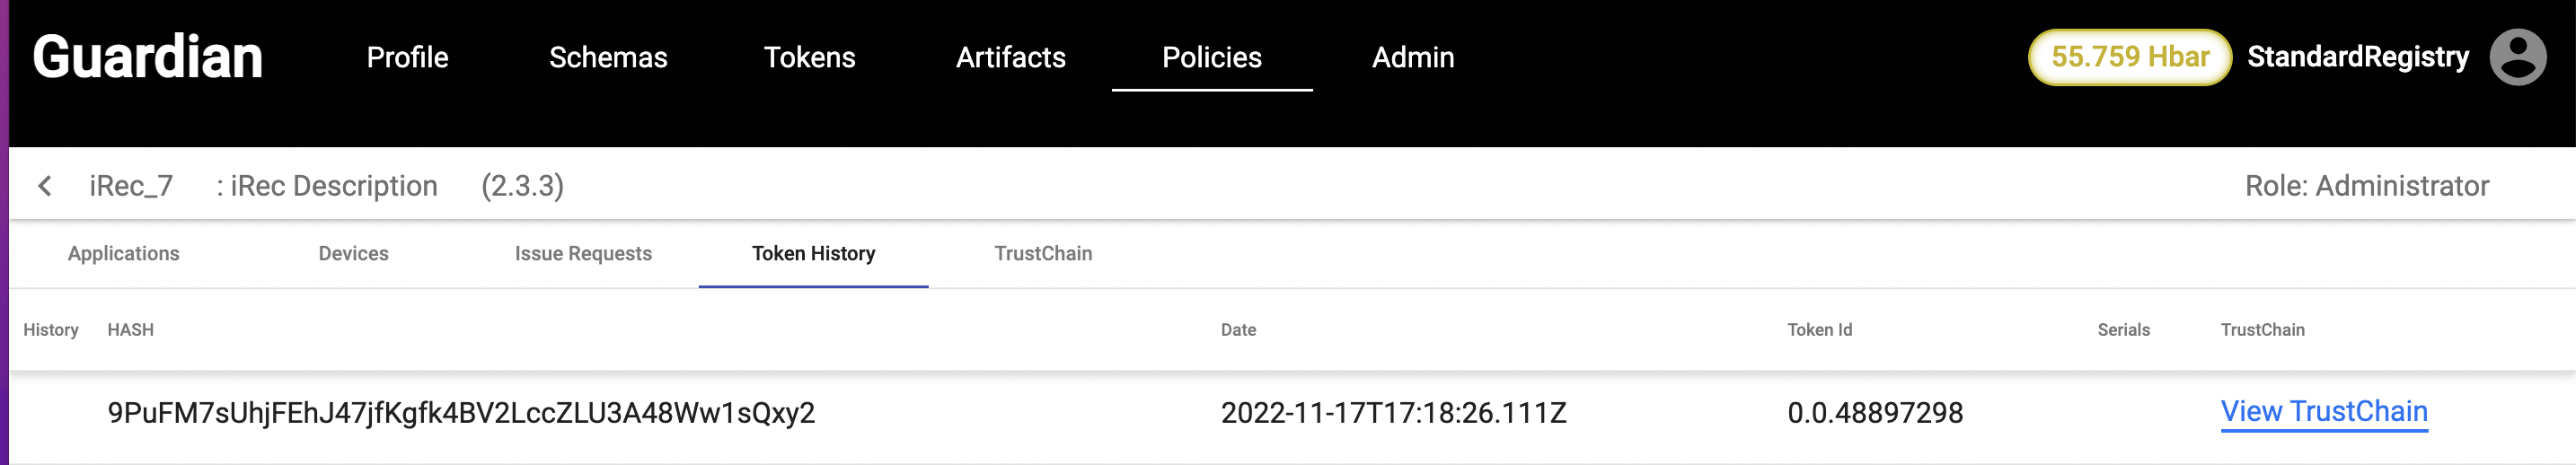 Guardian Profile Schemas Tokens Artifacts Policies Admin 55.759 Hbar StandardRegistry
iRec_7 : iRec Description (2.3.3) Role: Administrator
Applications Devices Issue Requests Token History TrustChain
History HASH Date Token Id Serials TrustChain
9PuFM7sUhjFEhJ47jfKgfk4BV2LccZLU3A48Ww1sQxy2 2022-11-17T17:18:26.111Z 0.0.48897298 View TrustChain